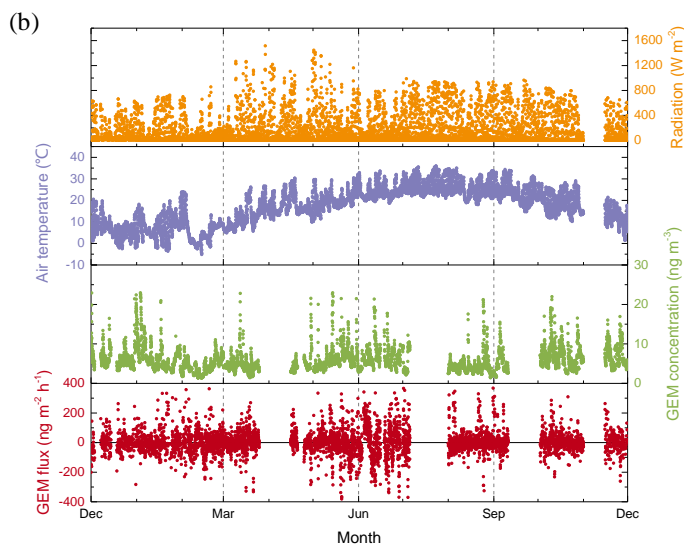 (b)
1600
1200
800
400
0
Radiation (W m⁻²)
40
30
20
10
0
-10
Air temperature (℃)
30
20
10
0
GEM concentration (ng m⁻³)
400
200
0
-200
-400
GEM flux (ng m⁻² h⁻¹)
Dec Mar Jun Sep Dec
Month